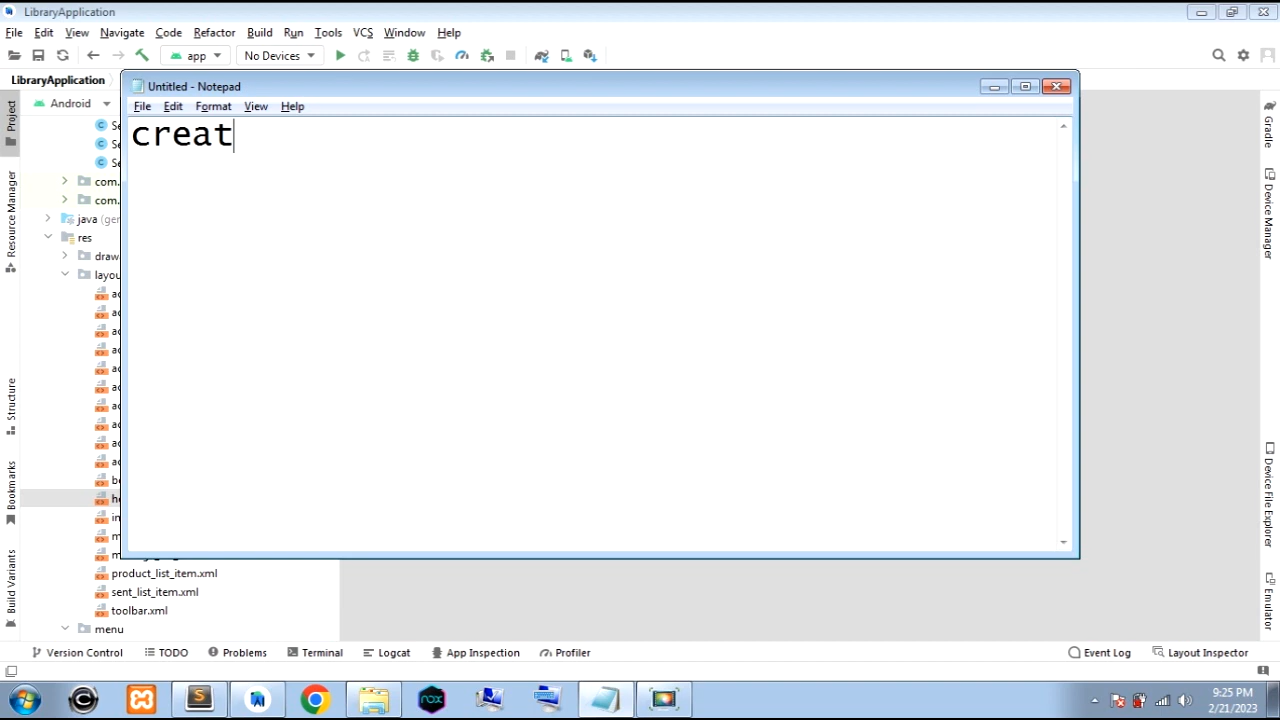 LibraryApplication
File Edit View Navigate Code Refactor Build Run Tools VCS Window Help
app No Devices
LibraryApplication
Untitled - Notepad
Android
File Edit Format View Help
creat
com.
com.
java
res
product_list_item.xml
sent_list_item.xml
toolbar.xml
menu
Project
Resource Manager
Structure
Bookmarks
Build Variants
Gradle
Device Manager
Device File Explorer
Emulator
Version Control TODO Problems Terminal Logcat App Inspection Profiler Event Log Layout Inspector
nox
9:25 PM
2/21/2023